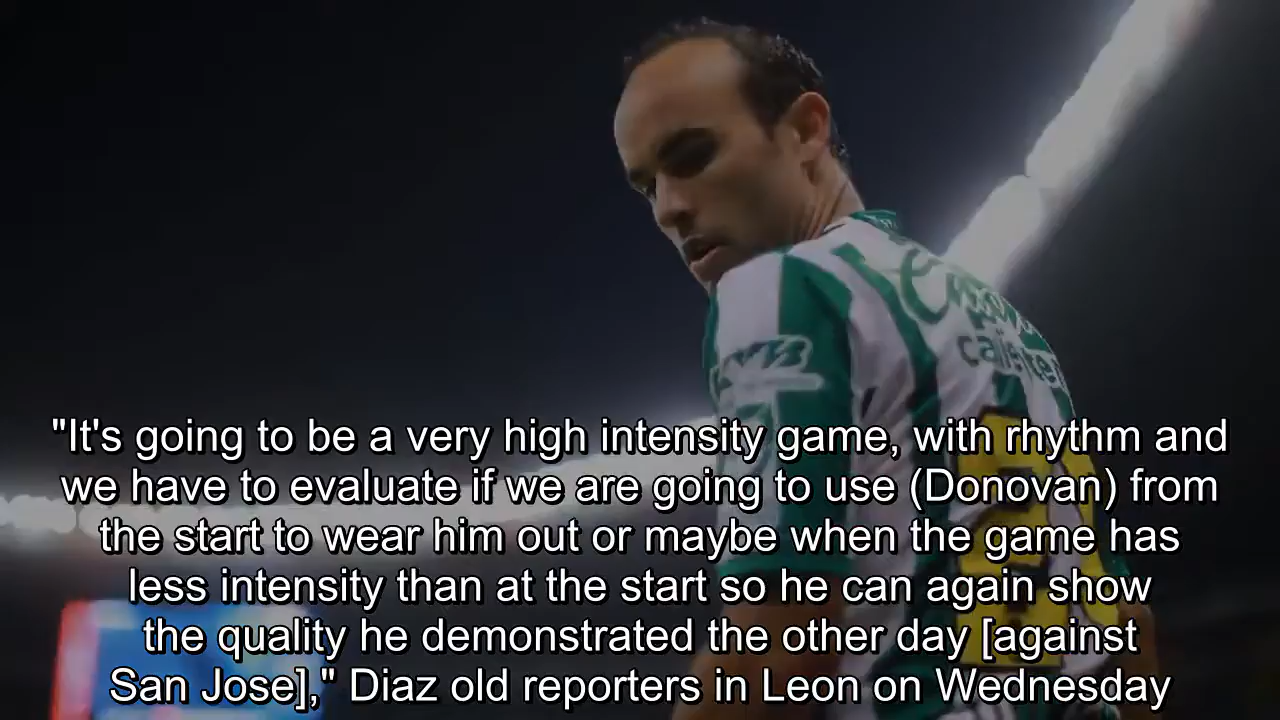 "It's going to be a very high intensity game, with rhythm and
we have to evaluate if we are going to use (Donovan) from
the start to wear him out or maybe when the game has
less intensity than at the start so he can again show
the quality he demonstrated the other day [against
San Jose]," Diaz old reporters in Leon on Wednesday
caliente